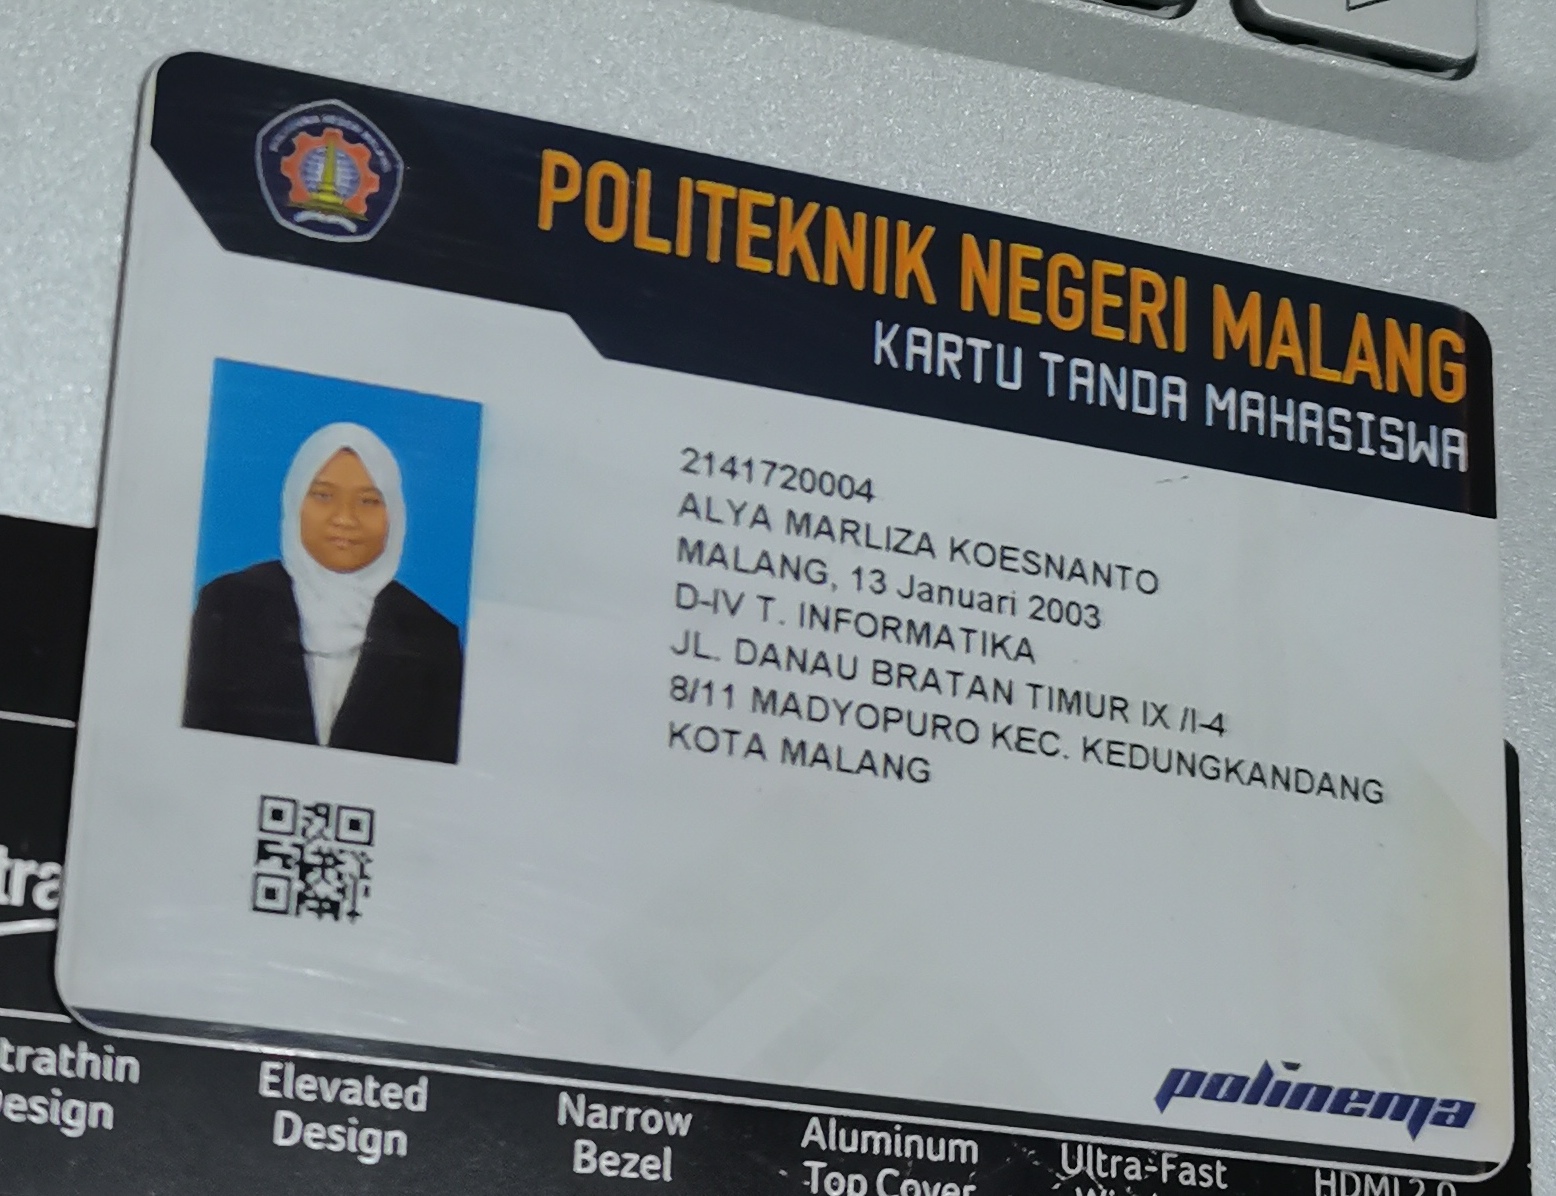 POLITEKNIK NEGERI MALANG
KARTU TANDA MAHASISWA
2141720004
ALYA MARLIZA KOESNANTO
MALANG, 13 Januari 2003
D-IV T. INFORMATIKA
JL. DANAU BRATAN TIMUR IX /I-4
8/11 MADYOPURO KEC. KEDUNGKANDANG
KOTA MALANG
polinema
tra
trathin
esign
Elevated
Design
Narrow
Bezel
Aluminum
Top Cover
Ultra-Fast
HDMI 2.0